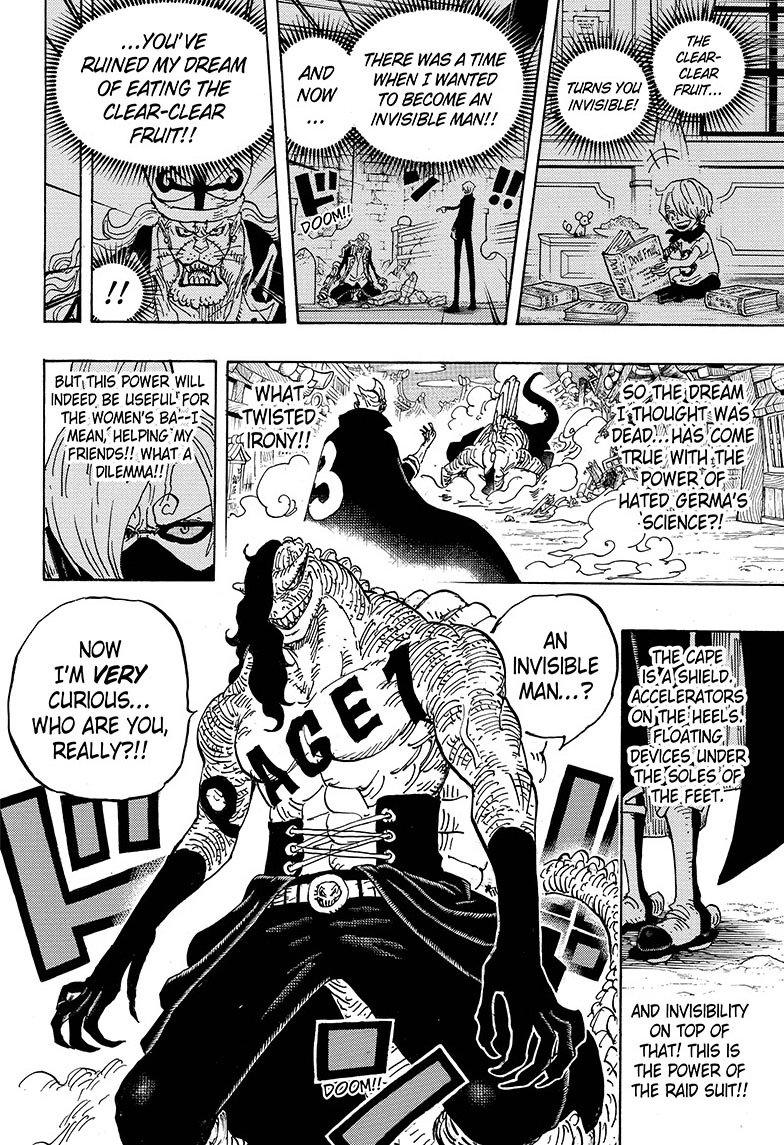 THE
CLEAR-
CLEAR
FRUIT...
TURNS YOU
INVISIBLE!
THERE WAS A TIME
WHEN I WANTED
TO BECOME AN
INVISIBLE MAN!!
AND
NOW
...
ドン
!!
DOOM!!
...YOU'VE
RUINED MY DREAM
OF EATING THE
CLEAR-CLEAR
FRUIT!!
!!
SO THE DREAM
I THOUGHT WAS
DEAD...HAS COME
TRUE WITH THE
POWER OF
HATED GERMA'S
SCIENCE?!
WHAT
TWISTED
IRONY!!
3
BUT THIS POWER WILL
INDEED BE USEFUL FOR
THE WOMEN'S BA--I
MEAN, HELPING MY
FRIENDS!! WHAT A
DILEMMA!!
THE CAPE
IS A SHIELD.
ACCELERATORS
ON THE HEELS.
FLOATING
DEVICES UNDER
THE SOLES OF
THE FEET.
AND INVISIBILITY
ON TOP OF
THAT! THIS IS
THE POWER OF
THE RAID SUIT!!
AN
INVISIBLE
MAN...?
NOW
I'M VERY
CURIOUS...
WHO ARE YOU,
REALLY?!!
PAGE1
ドン
DOOM!!